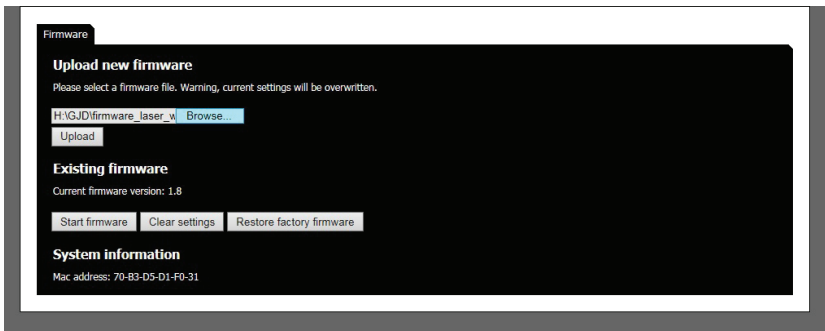 Firmware
Upload new firmware
Please select a firmware file. Warning, current settings will be overwritten.
H:\GJD\firmware_laser_w Browse...
Upload
Existing firmware
Current firmware version: 1.8
Start firmware Clear settings Restore factory firmware
System information
Mac address: 70-B3-D5-D1-F0-31